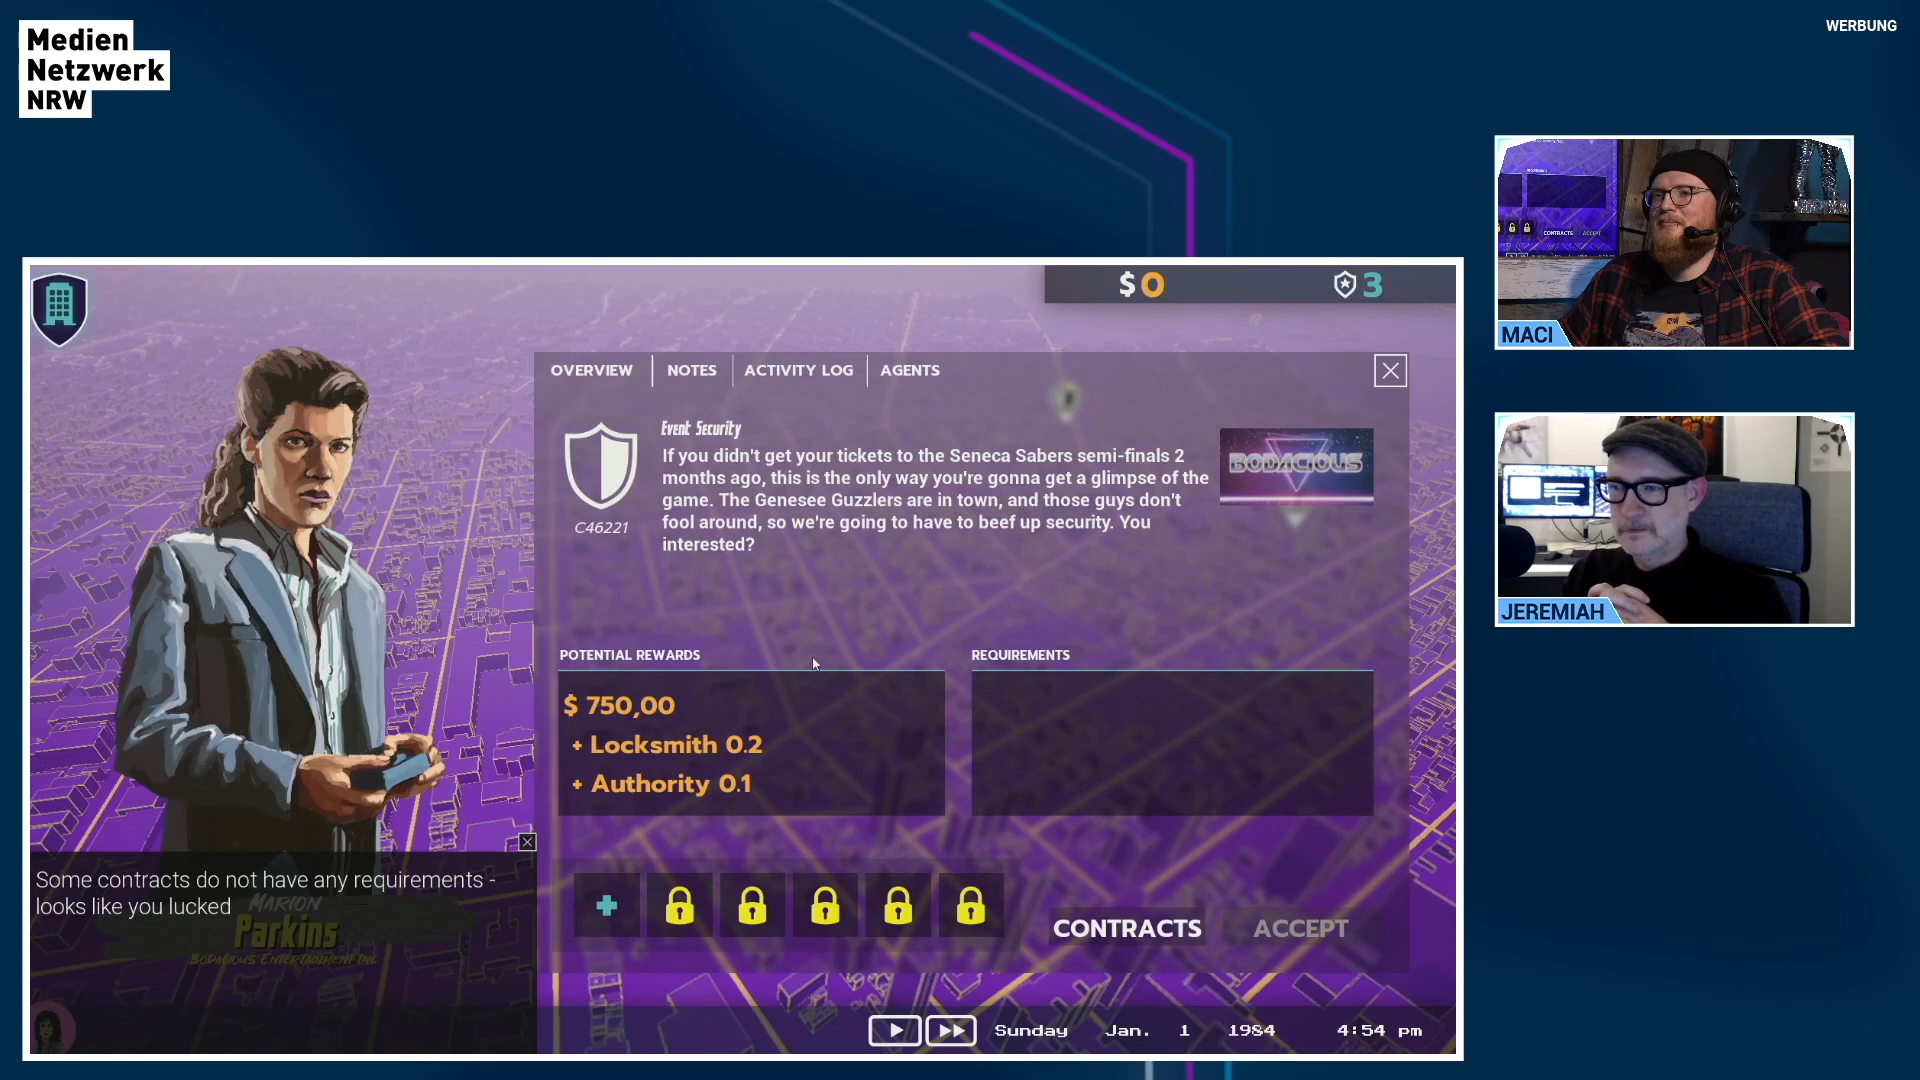 Medien
Netzwerk
NRW
WERBUNG
$0
3
OVERVIEW
NOTES
ACTIVITY LOG
AGENTS
Event Security
If you didn't get your tickets to the Seneca Sabers semi-finals 2
months ago, this is the only way you're gonna get a glimpse of the
game. The Genesee Guzzlers are in town, and those guys don't
fool around, so we're going to have to beef up security. You
interested?
C46221
BODACIOUS
POTENTIAL REWARDS
$ 750,00
+ Locksmith 0.2
+ Authority 0.1
REQUIREMENTS
Some contracts do not have any requirements -
looks like you lucked
Marion
Parkins
Bodacious Entertainment Inc
CONTRACTS
ACCEPT
Sunday Jan. 1 1984 4:54 pm
MACI
CONTRACTS
ACCEPT
JEREMIAH